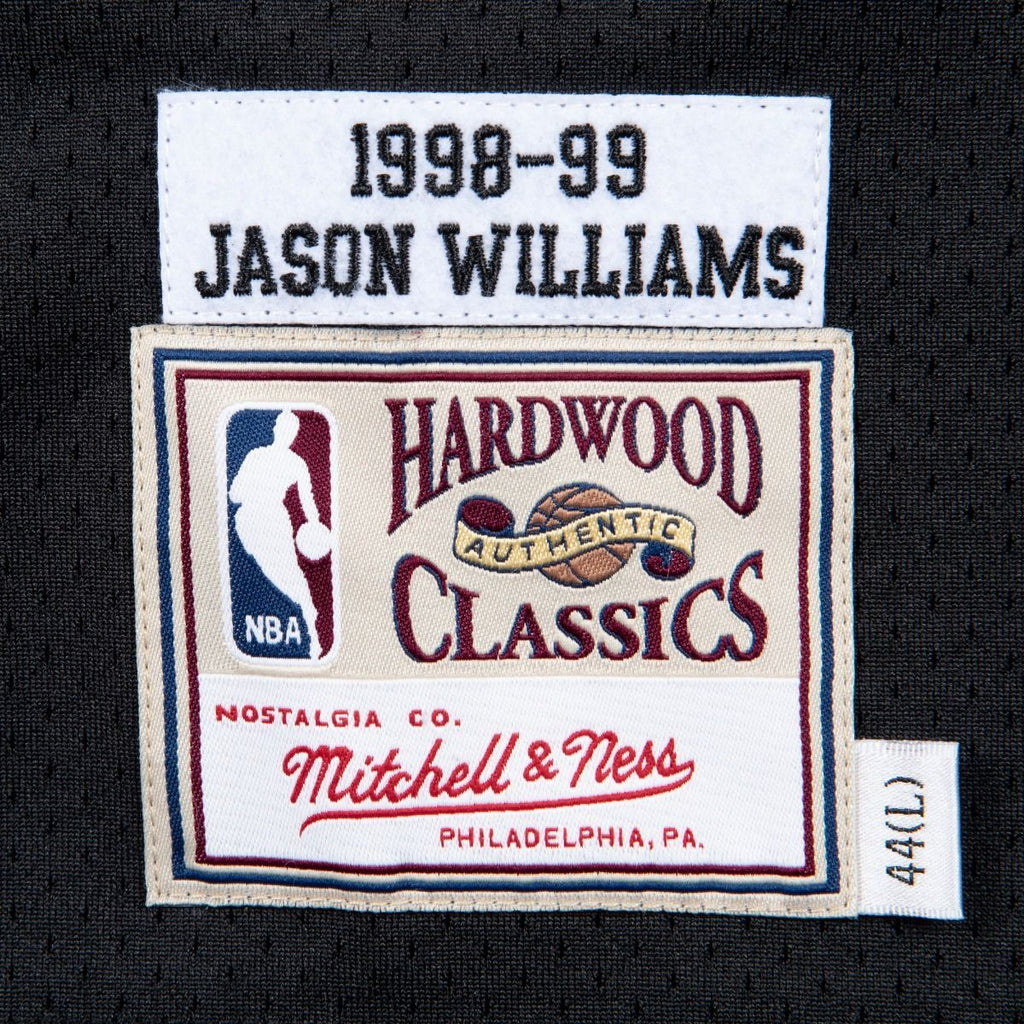 1998-99
JASON WILLIAMS
HARDWOOD
AUTHENTIC
CLASSICS
NBA
NOSTALGIA CO.
Mitchell & Ness
PHILADELPHIA, PA.
44(L)